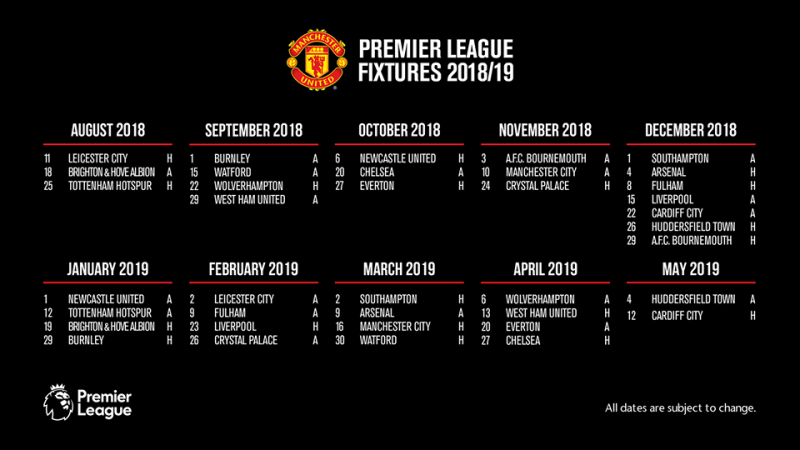 MANCHESTER
UNITED
PREMIER LEAGUE
FIXTURES 2018/19
AUGUST 2018
11 LEICESTER CITY H
18 BRIGHTON & HOVE ALBION A
25 TOTTENHAM HOTSPUR H
SEPTEMBER 2018
1 BURNLEY A
15 WATFORD A
22 WOLVERHAMPTON H
29 WEST HAM UNITED A
OCTOBER 2018
6 NEWCASTLE UNITED H
20 CHELSEA A
27 EVERTON H
NOVEMBER 2018
3 A.F.C. BOURNEMOUTH A
10 MANCHESTER CITY A
24 CRYSTAL PALACE H
DECEMBER 2018
1 SOUTHAMPTON A
4 ARSENAL H
8 FULHAM H
15 LIVERPOOL A
22 CARDIFF CITY A
26 HUDDERSFIELD TOWN H
29 A.F.C. BOURNEMOUTH H
JANUARY 2019
1 NEWCASTLE UNITED A
12 TOTTENHAM HOTSPUR A
19 BRIGHTON & HOVE ALBION H
29 BURNLEY H
FEBRUARY 2019
2 LEICESTER CITY A
9 FULHAM A
23 LIVERPOOL H
26 CRYSTAL PALACE A
MARCH 2019
2 SOUTHAMPTON H
9 ARSENAL A
16 MANCHESTER CITY H
30 WATFORD H
APRIL 2019
6 WOLVERHAMPTON A
13 WEST HAM UNITED H
20 EVERTON A
27 CHELSEA H
MAY 2019
4 HUDDERSFIELD TOWN A
12 CARDIFF CITY H
Premier
League
All dates are subject to change.